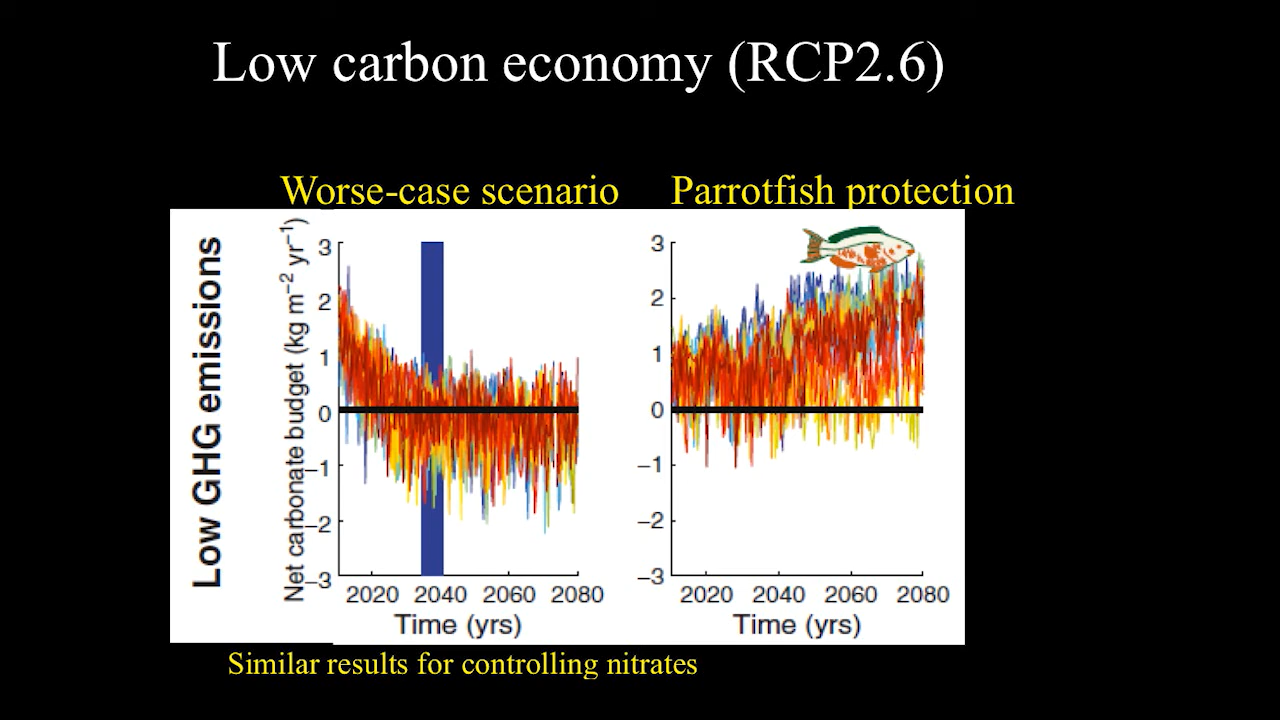 Low carbon economy (RCP2.6)
Worse-case scenario
Parrotfish protection
Low GHG emissions
Net carbonate budget (kg m⁻² yr⁻¹)
3
2
1
0
−1
−2
−3
2020 2040 2060 2080
Time (yrs)
3
2
1
0
−1
−2
−3
2020 2040 2060 2080
Time (yrs)
Similar results for controlling nitrates